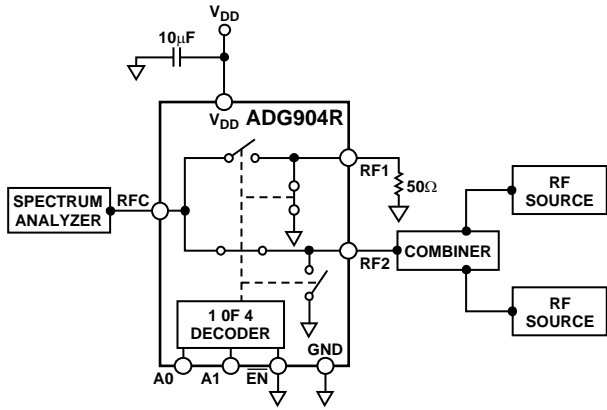 V_DD
10μF
V_DD
ADG904R
RF1
50Ω
SPECTRUM
ANALYZER
RFC
RF
SOURCE
RF2
COMBINER
1 0F 4
DECODER
RF
SOURCE
A0
A1
E̅N̅
GND